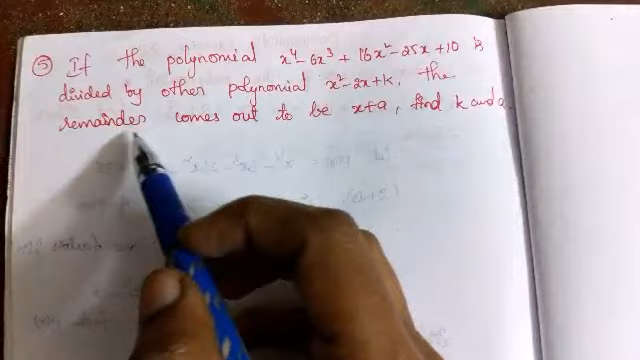 ⑤ If the polynomial x⁴ - 6x³ + 16x² - 25x + 10 is
divided by other polynomial x² - 2x + k, the
remainder comes out to be x + a, find k and a